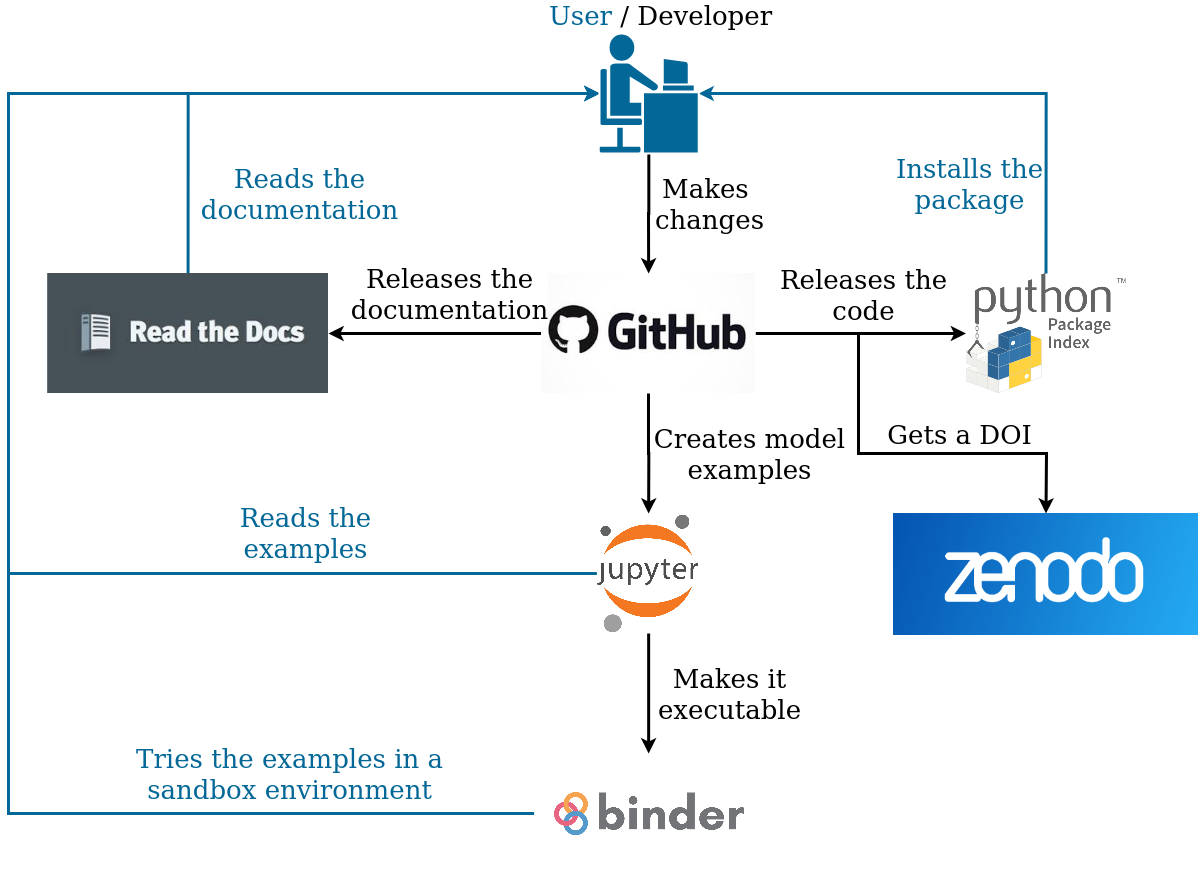 User / Developer
Reads the
documentation
Makes
changes
Installs the
package
Releases the
documentation
Releases the
code
Read the Docs
GitHub
python™
Package
Index
Creates model
examples
Gets a DOI
Reads the
examples
jupyter
zenodo
Makes it
executable
Tries the examples in a
sandbox environment
binder